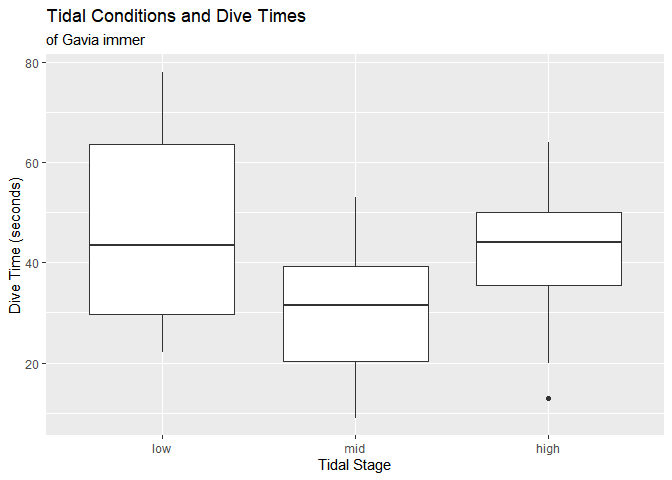 Tidal Conditions and Dive Times
of Gavia immer
80
60
40
20
Dive Time (seconds)
low mid high
Tidal Stage